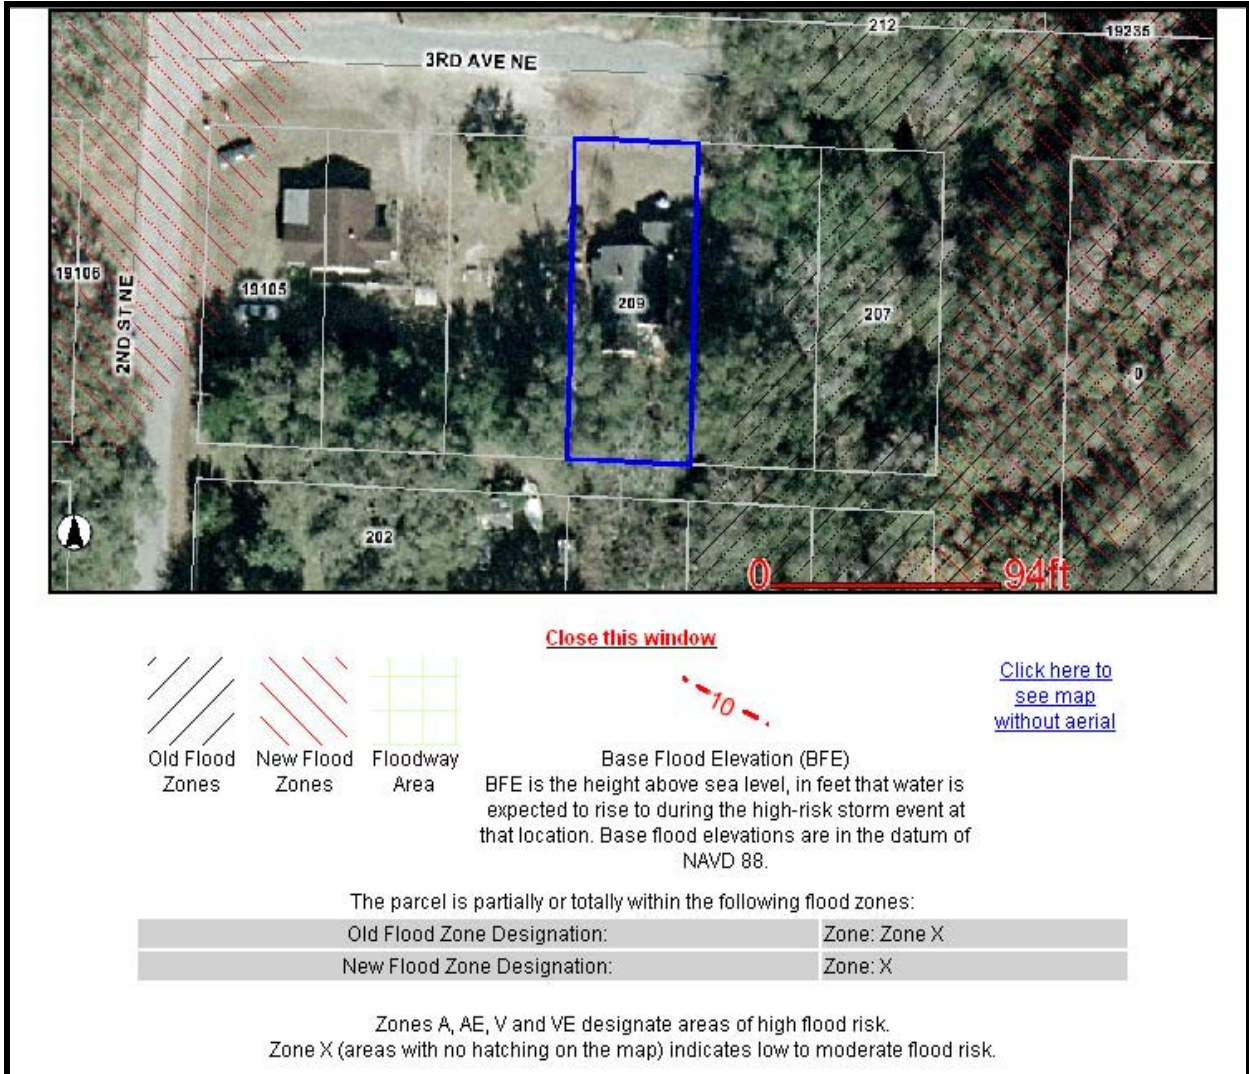 212
19235
3RD AVE NE
19106
2ND ST NE
19105
209
207
0
202
0 94ft
Close this window
Click here to
see map
without aerial
10
Old Flood
Zones
New Flood
Zones
Floodway
Area
Base Flood Elevation (BFE)
BFE is the height above sea level, in feet that water is
expected to rise to during the high-risk storm event at
that location. Base flood elevations are in the datum of
NAVD 88.
The parcel is partially or totally within the following flood zones:
Old Flood Zone Designation: Zone: Zone X
New Flood Zone Designation: Zone: X
Zones A, AE, V and VE designate areas of high flood risk.
Zone X (areas with no hatching on the map) indicates low to moderate flood risk.